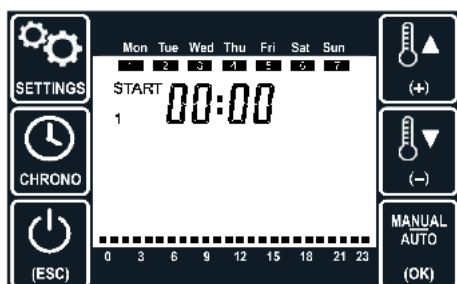 SETTINGS
CHRONO
(ESC)
Mon Tue Wed Thu Fri Sat Sun
1 2 3 4 5 6 7
START 00:00
1
0 3 6 9 12 15 18 21 23
(+)
(−)
MANUAL
AUTO
(OK)